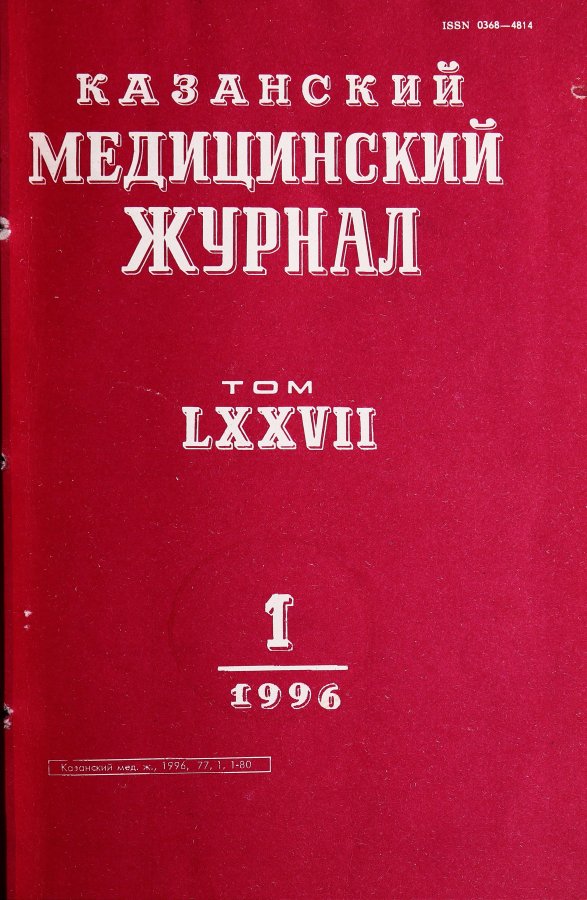 ISSN 0368—4814
КАЗАНСКИЙ
МЕДИЦИНСКИЙ
ЖУРНАЛ
ТОМ
LXXVII
1
1996
Казанский мед. ж., 1996, 77, 1, 1-80